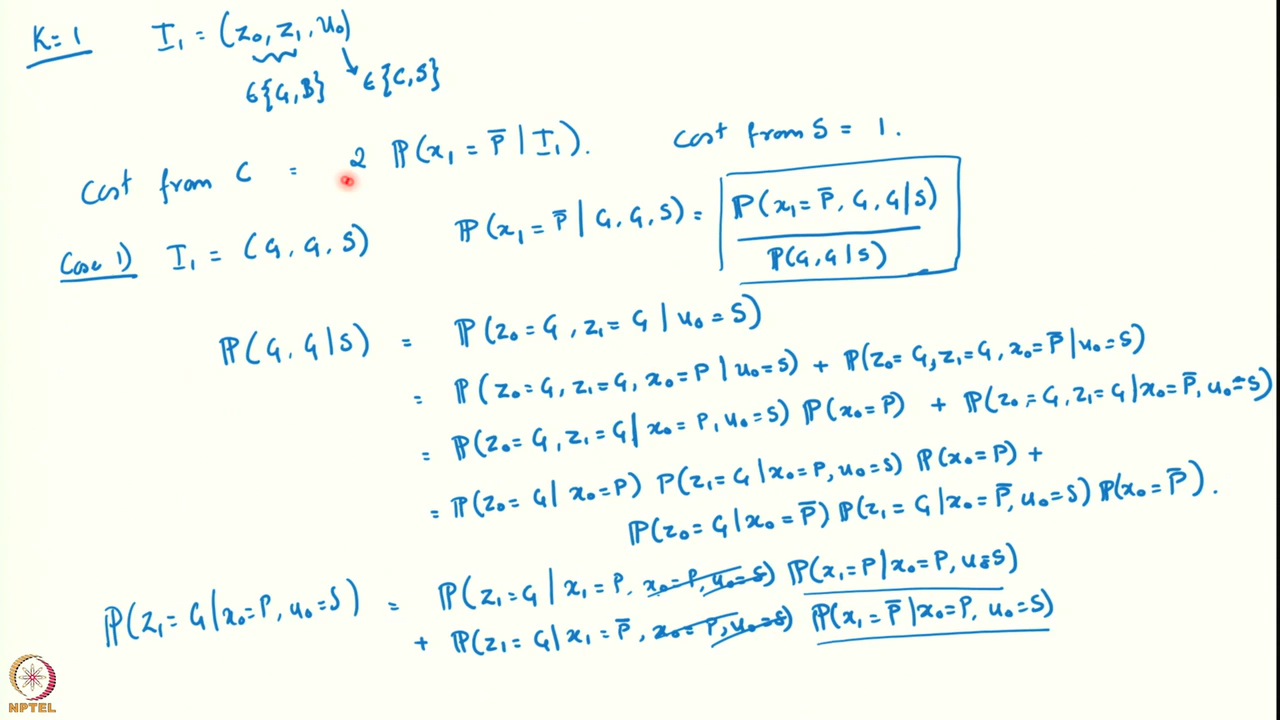 K=1 I₁ = (z₀, z₁, u₀)
∈{G,B} ∈{C,S}
Cost from C = 2 ℙ(x₁ = P̄ | I₁). Cost from S = 1.
Case 1) I₁ = (G, G, S) ℙ(x₁ = P̄ | G, G, S) = ℙ(x₁ = P̄, G, G | S)
ℙ(G, G | S)
ℙ(G, G | S) = ℙ(z₀ = G, z₁ = G | u₀ = S)
= ℙ(z₀ = G, z₁ = G, x₀ = P | u₀ = S) + ℙ(z₀ = G, z₁ = G, x₀ = P̄ | u₀ = S)
= ℙ(z₀ = G, z₁ = G | x₀ = P, u₀ = S) ℙ(x₀ = P) + ℙ(z₀ = G, z₁ = G | x₀ = P̄, u₀ = S)
= ℙ(z₀ = G | x₀ = P) P(z₁ = G | x₀ = P, u₀ = S) ℙ(x₀ = P) +
ℙ(z₀ = G | x₀ = P̄) ℙ(z₁ = G | x₀ = P̄, u₀ = S) ℙ(x₀ = P̄).
ℙ(z₁ = G | x₀ = P, u₀ = S) = ℙ(z₁ = G | x₁ = P, x₀ = P, u₀ = S) ℙ(x₁ = P | x₀ = P, u₀ = S)
+ ℙ(z₁ = G | x₁ = P̄, x₀ = P, u₀ = S) ℙ(x₁ = P̄ | x₀ = P, u₀ = S)
NPTEL